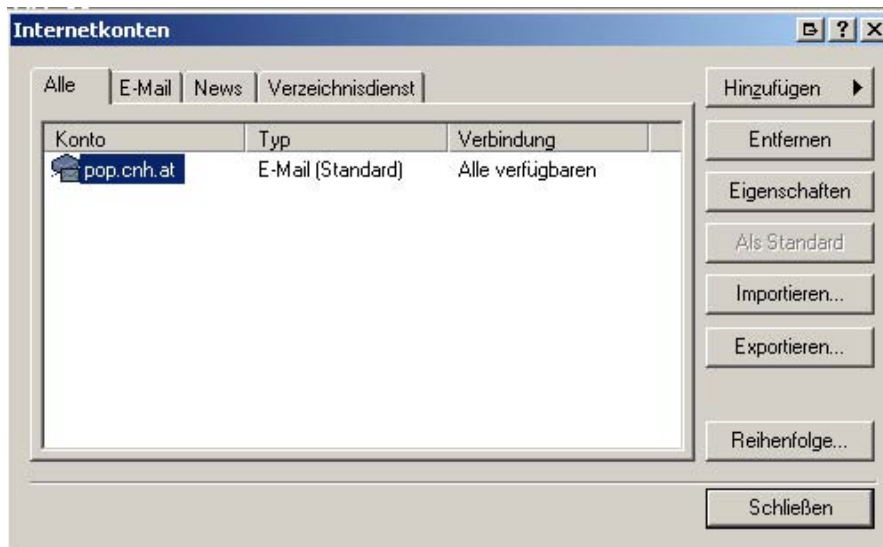 Internetkonten
Alle E-Mail News Verzeichnisdienst
Konto Typ Verbindung
pop.cnh.at E-Mail (Standard) Alle verfügbaren
Hinzufügen
Entfernen
Eigenschaften
Als Standard
Importieren...
Exportieren...
Reihenfolge...
Schließen